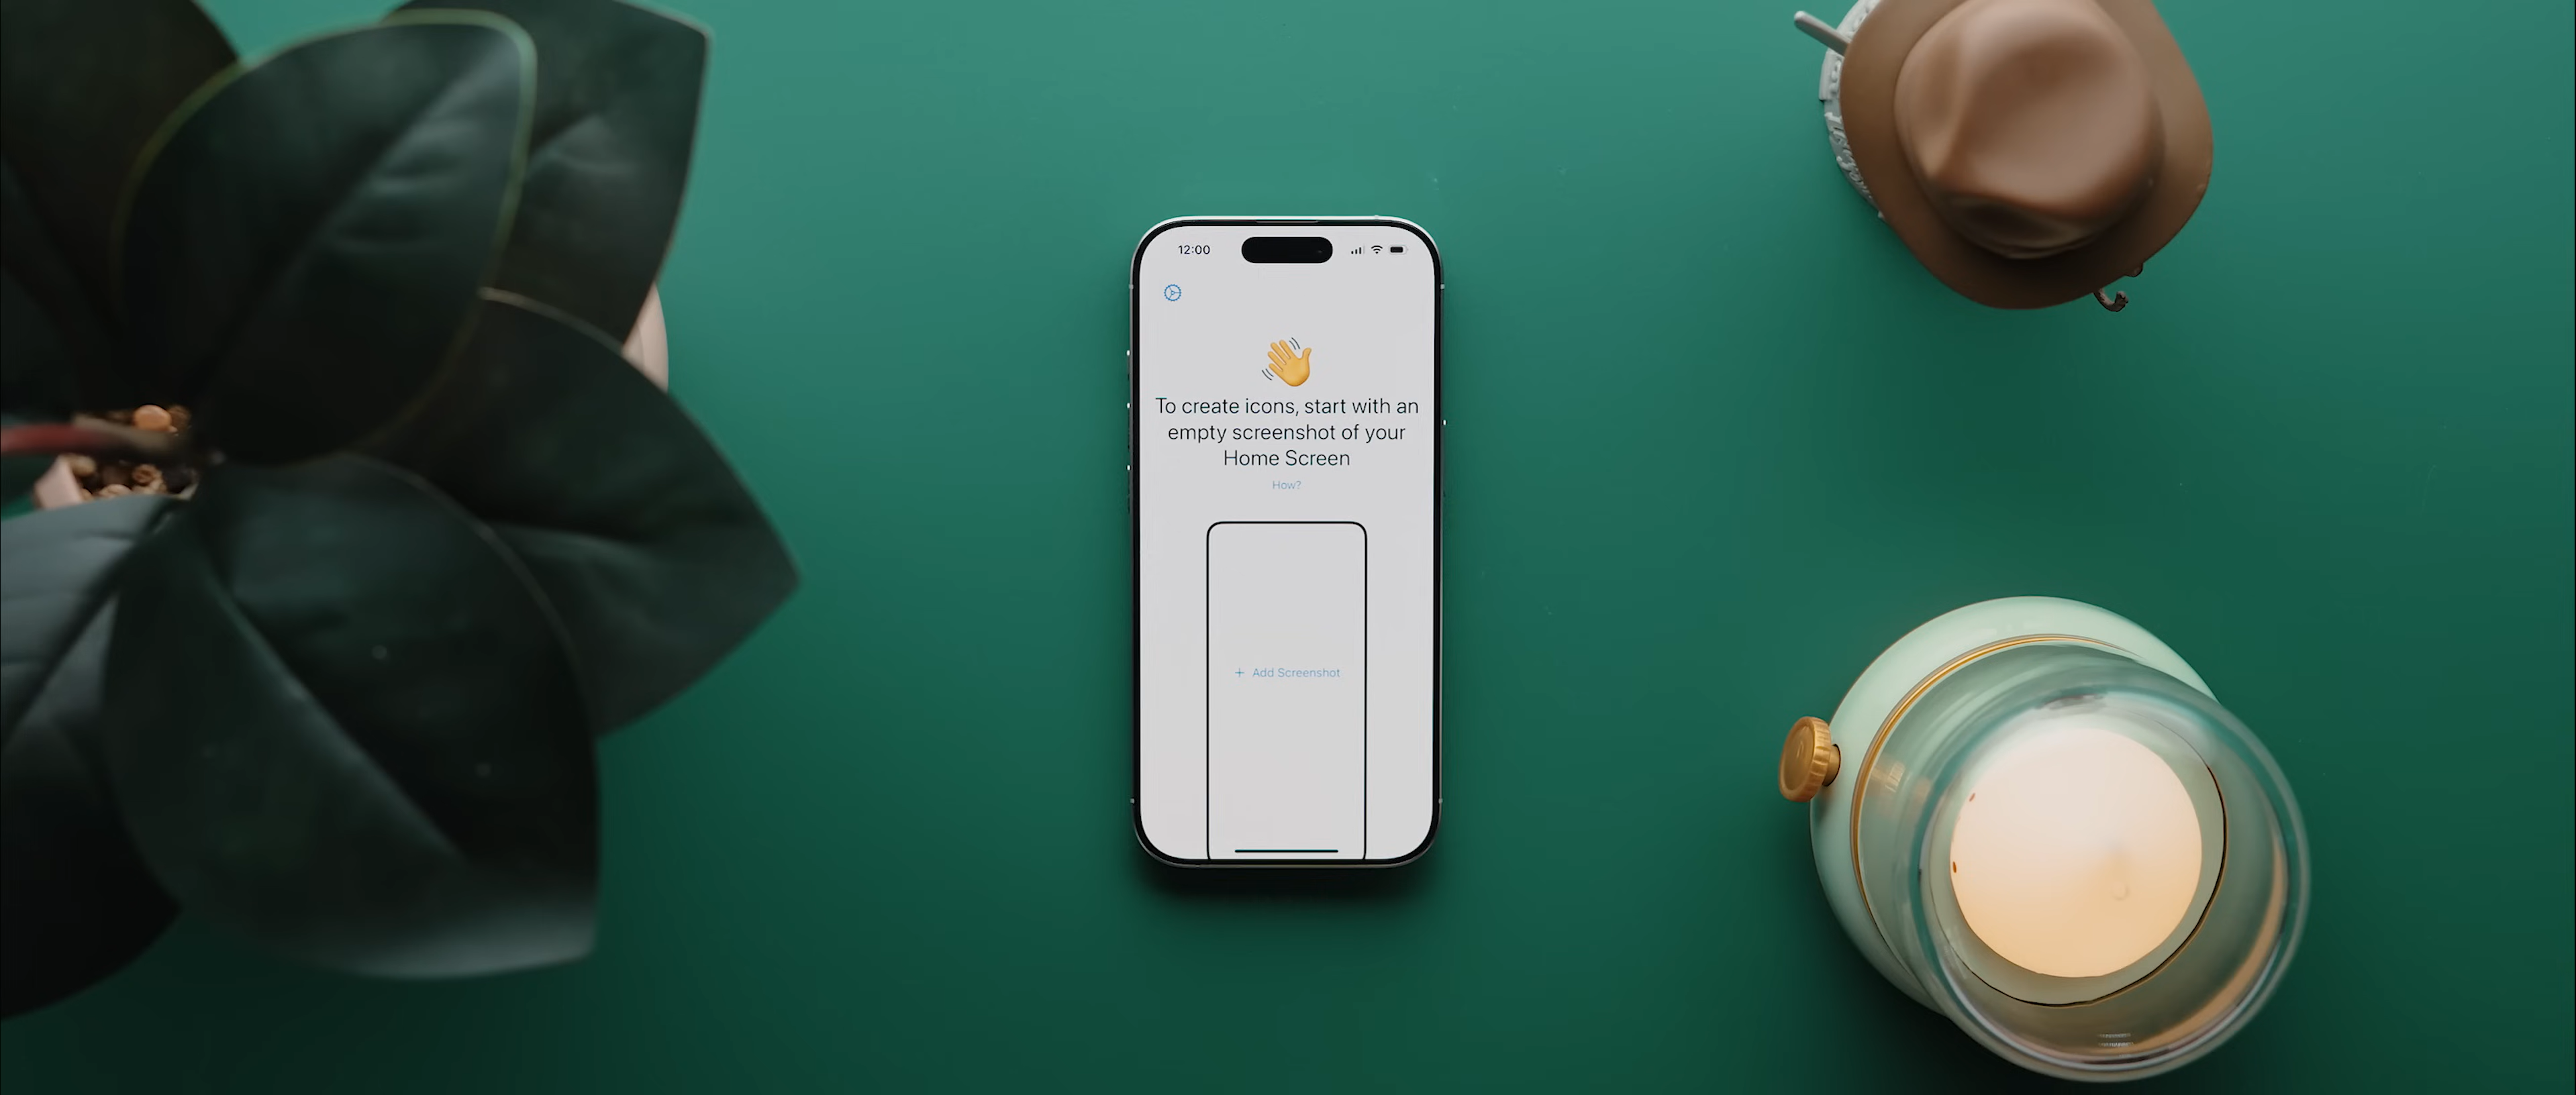 12:00
To create icons, start with an
empty screenshot of your
Home Screen
How?
+ Add Screenshot